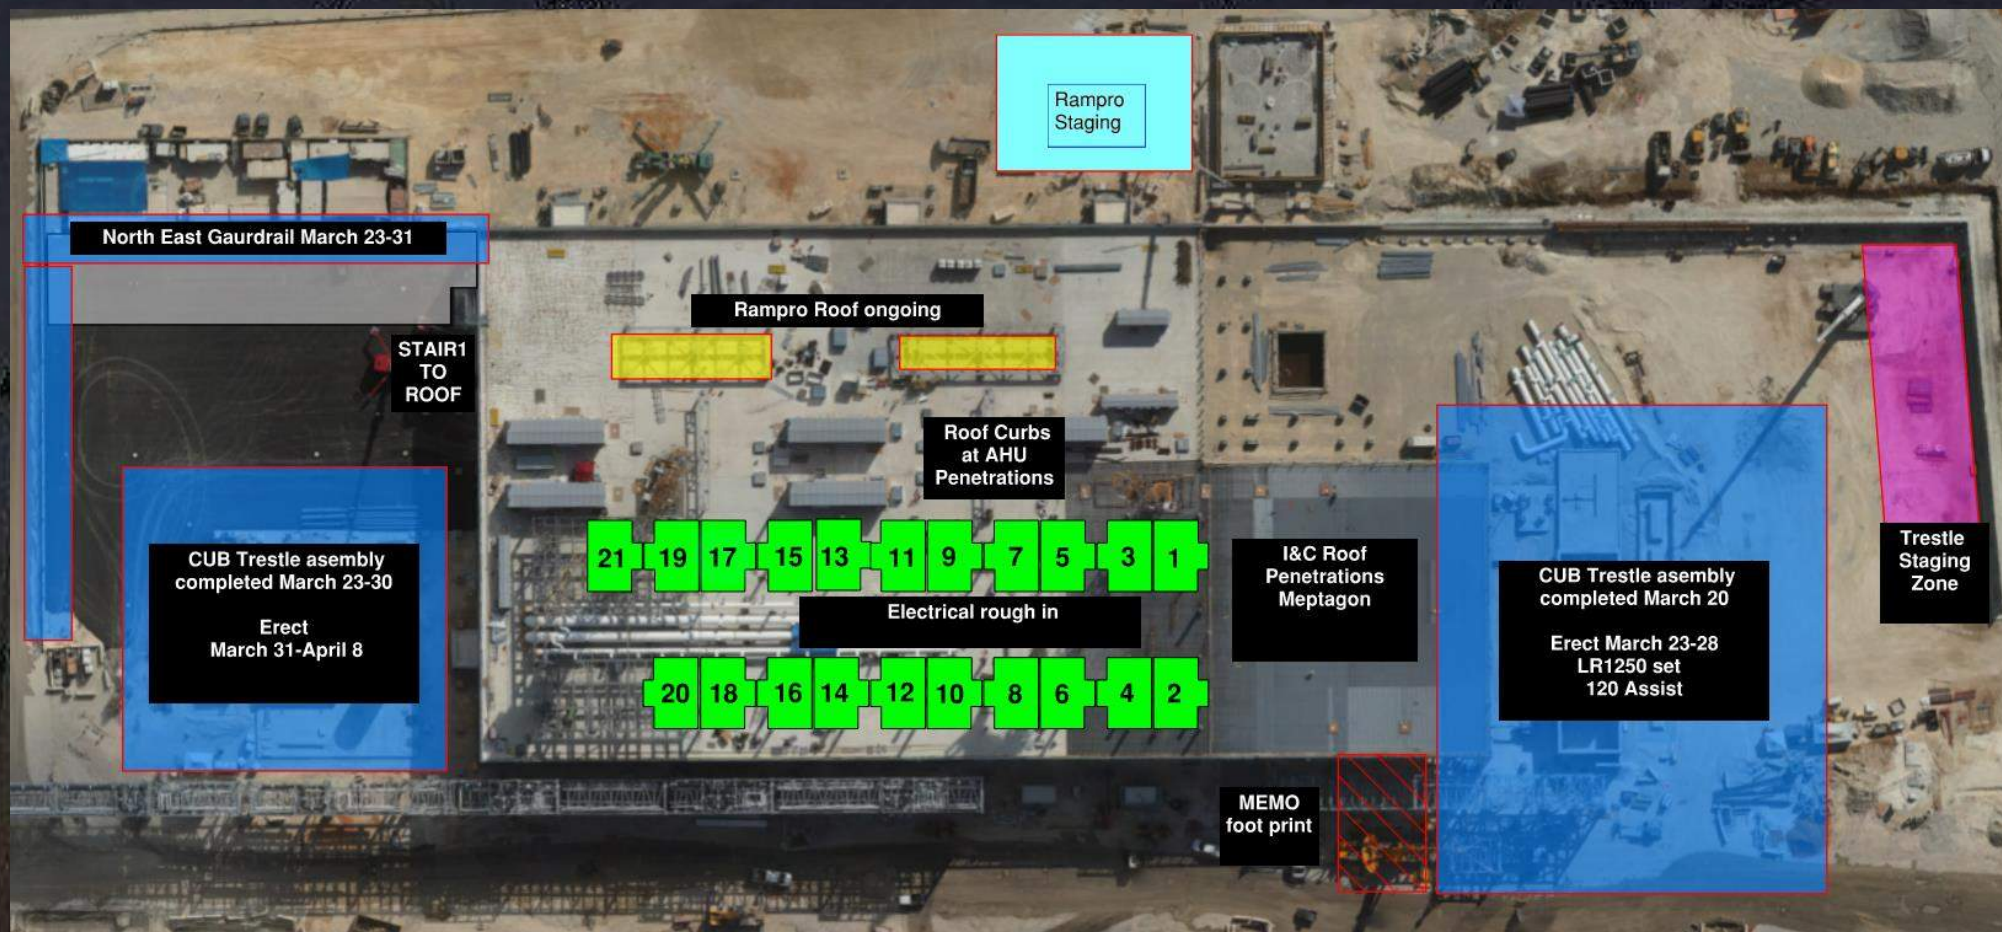 Rampro
Staging
North East Gaurdrail March 23-31
Rampro Roof ongoing
STAIR1
TO
ROOF
Roof Curbs
at AHU
Penetrations
21 19 17 15 13 11 9 7 5 3 1
CUB Trestle asembly
completed March 23-30
Erect
March 31-April 8
Electrical rough in
I&C Roof
Penetrations
Meptagon
CUB Trestle asembly
completed March 20
Erect March 23-28
LR1250 set
120 Assist
Trestle
Staging
Zone
20 18 16 14 12 10 8 6 4 2
MEMO
foot print